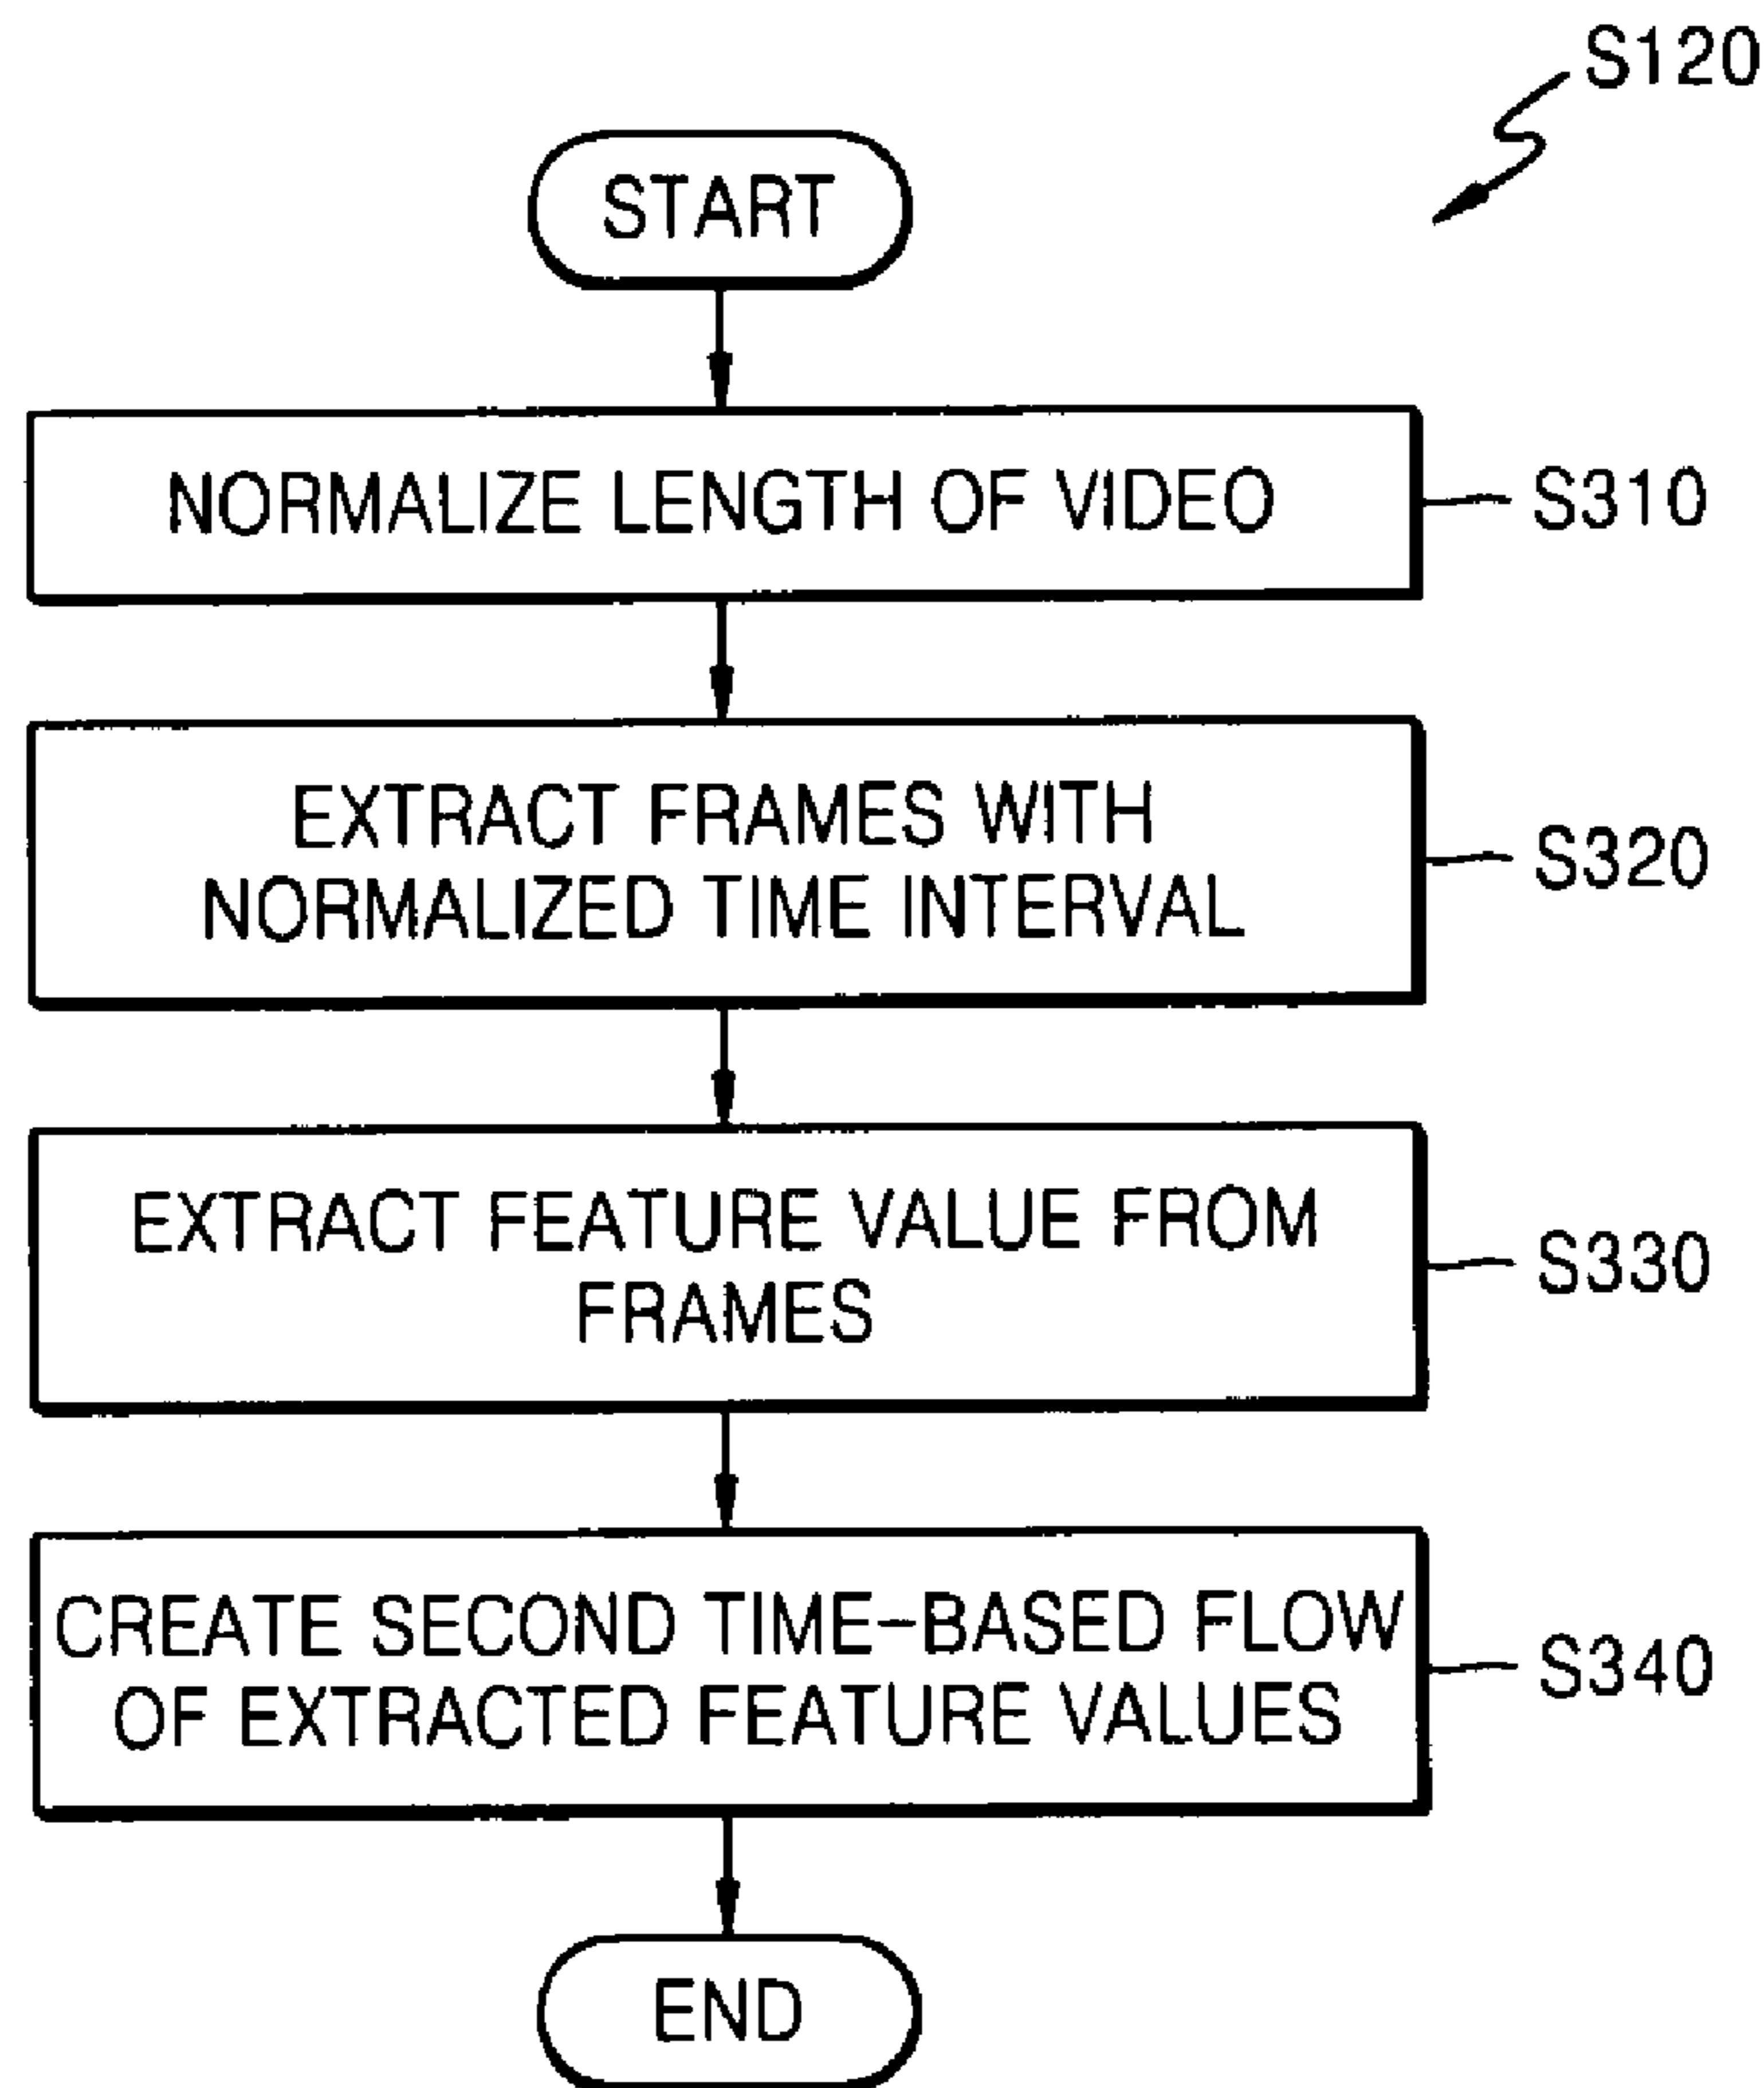 S120
START
NORMALIZE LENGTH OF VIDEO
S310
EXTRACT FRAMES WITH
NORMALIZED TIME INTERVAL
S320
EXTRACT FEATURE VALUE FROM
FRAMES
S330
CREATE SECOND TIME-BASED FLOW
OF EXTRACTED FEATURE VALUES
S340
END